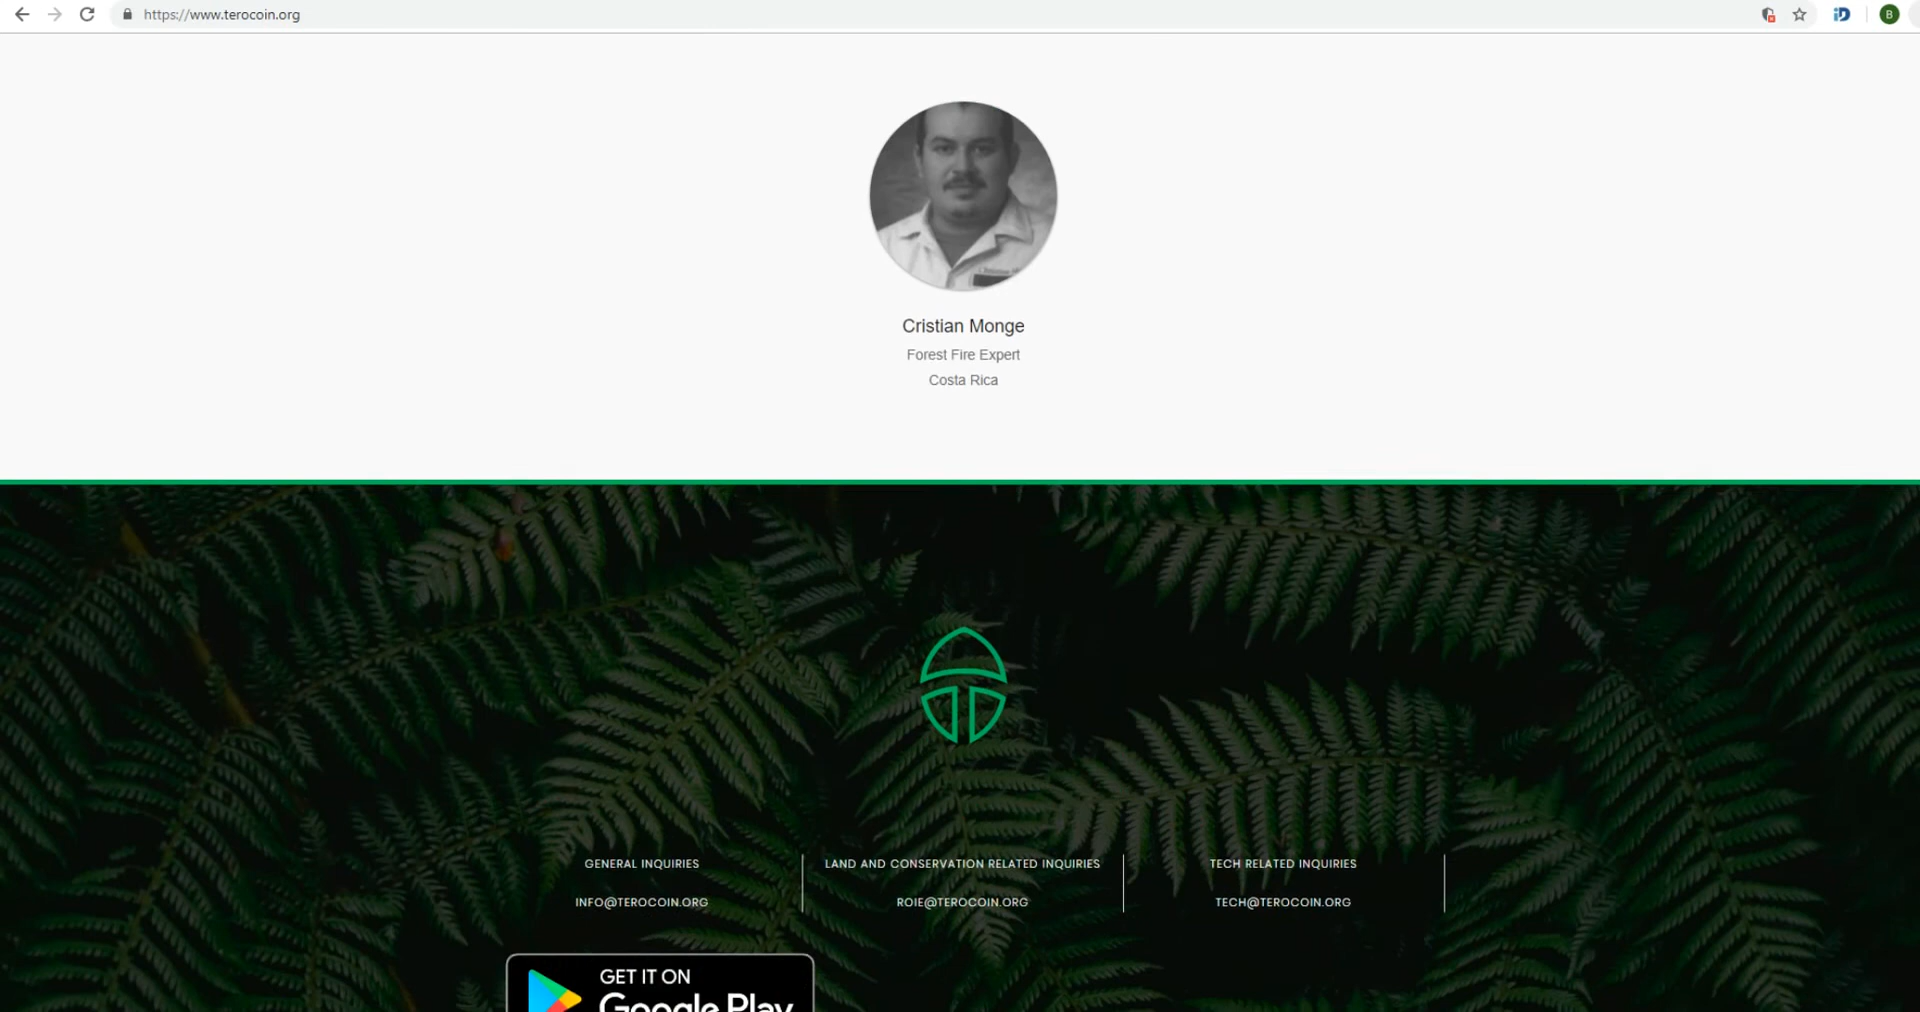 https://www.terocoin.org
B
Cristian Monge
Forest Fire Expert
Costa Rica
GENERAL INQUIRIES
INFO@TEROCOIN.ORG
LAND AND CONSERVATION RELATED INQUIRIES
ROIE@TEROCOIN.ORG
TECH RELATED INQUIRIES
TECH@TEROCOIN.ORG
GET IT ON
Google Play